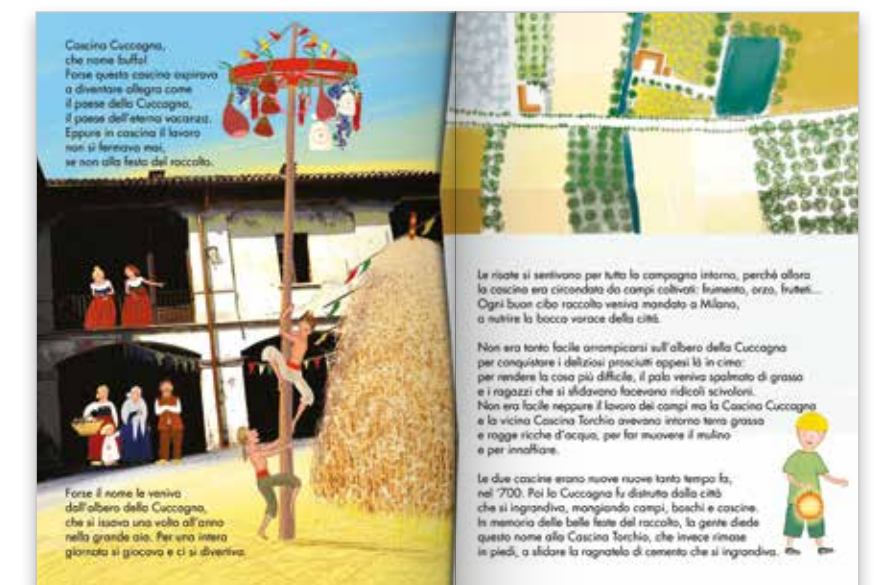 Cascina Cuccagna,
che nome buffo!
Forse questa cascina aspirava
a diventare allegra come
il paese della Cuccagna,
il paese dell'eterna vacanza.
Eppure in cascina il lavoro
non si fermava mai,
se non alla festa del raccolto.
Forse il nome le veniva
dall'albero della Cuccagna,
che si issava una volta all'anno
nella grande aia. Per una intera
giornata si giocava e ci si divertiva.
Le risate si sentivano per tutta la campagna intorno, perché allora
la cascina era circondata da campi coltivati: frumento, orzo, frutteti...
Ogni buon cibo raccolto veniva mandato a Milano,
a nutrire la bocca vorace della città.
Non era tanto facile arrampicarsi sull'albero della Cuccagna
per conquistare i deliziosi prosciutti appesi là in cima:
per rendere la cosa più difficile, il palo veniva spalmato di grasso
e i ragazzi che si sfidavano facevano ridicoli scivoloni.
Non era facile neppure il lavoro dei campi ma la Cascina Cuccagna
e la vicina Cascina Torchio avevano intorno terra grassa
e rogge ricche d'acqua, per far muovere il mulino
e per innaffiare.
Le due cascine erano nuove nuove tanto tempo fa,
nel '700. Poi la Cuccagna fu distrutta dalla città
che si ingrandiva, mangiando campi, boschi e cascine.
In memoria delle belle feste del raccolto, la gente diede
questo nome alla Cascina Torchio, che invece rimase
in piedi, a sfidare la ragnatela di cemento che si ingrandiva.